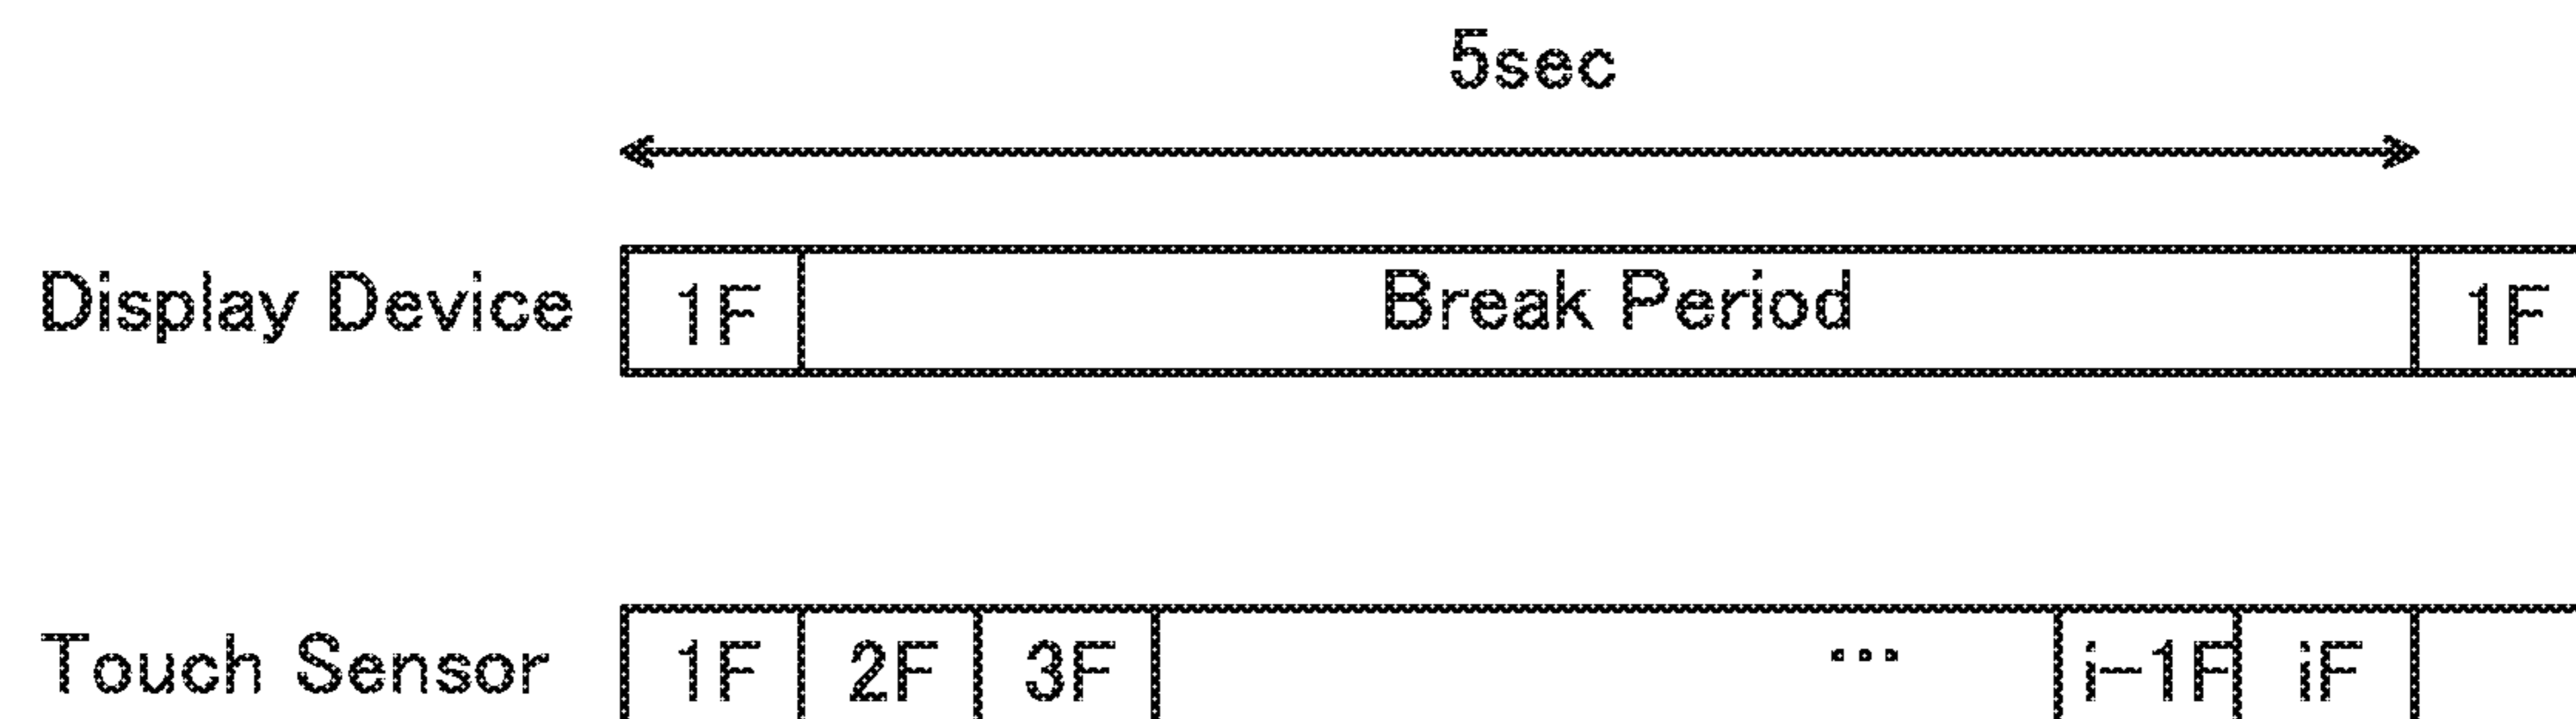 5sec
Display Device 1F Break Period 1F
Touch Sensor 1F 2F 3F ... i-1F iF